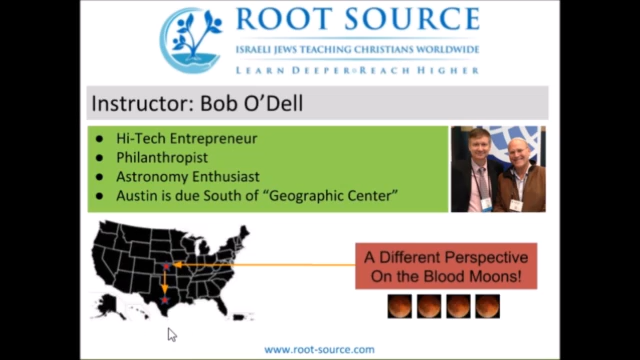 ROOT SOURCE
ISRAELI JEWS TEACHING CHRISTIANS WORLDWIDE
LEARN DEEPER REACH HIGHER
Instructor: Bob O'Dell
● Hi-Tech Entrepreneur
● Philanthropist
● Astronomy Enthusiast
● Austin is due South of “Geographic Center”
A Different Perspective
On the Blood Moons!
www.root-source.com